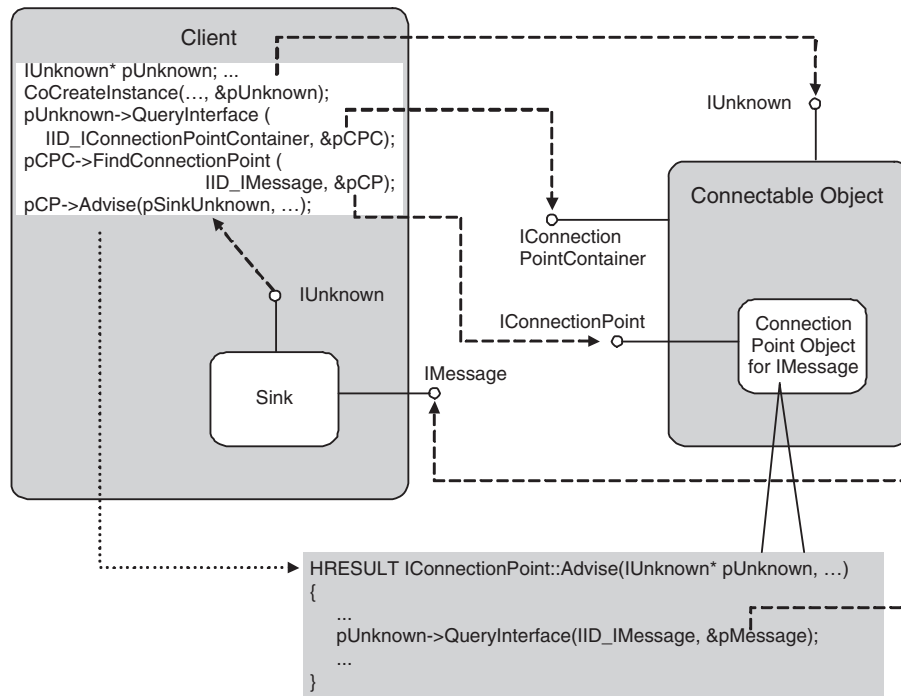 Client
IUnknown* pUnknown; ...
CoCreateInstance(…, &pUnknown);
pUnknown->QueryInterface (
IID_IConnectionPointContainer, &pCPC);
pCPC->FindConnectionPoint (
IID_IMessage, &pCP);
pCP->Advise(pSinkUnknown, …);
IUnknown
Connectable Object
IConnection
PointContainer
IUnknown
IConnectionPoint
Connection
Point Object
for IMessage
IMessage
Sink
HRESULT IConnectionPoint::Advise(IUnknown* pUnknown, …)
{
...
pUnknown->QueryInterface(IID_IMessage, &pMessage);
...
}